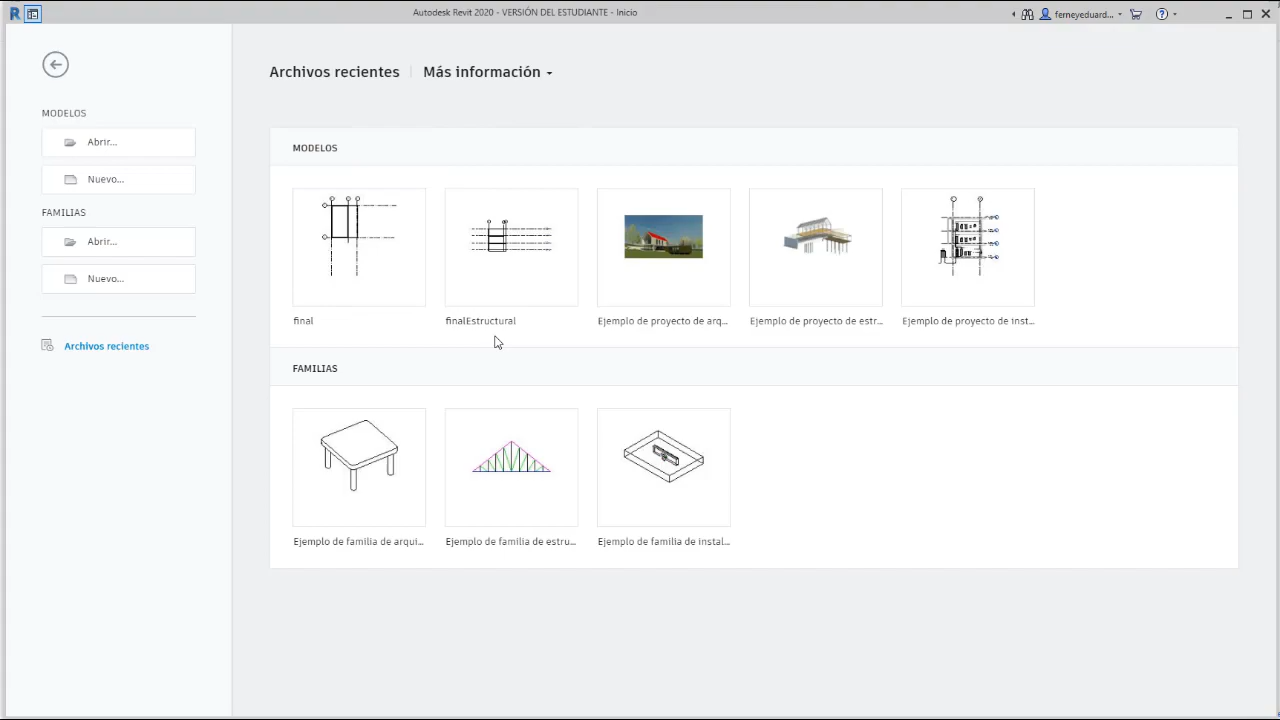 Autodesk Revit 2020 - VERSIÓN DEL ESTUDIANTE - Inicio
ferneyeduard...
Archivos recientes
Más información
MODELOS
Abrir...
Nuevo...
FAMILIAS
Abrir...
Nuevo...
Archivos recientes
MODELOS
final
finalEstructural
Ejemplo de proyecto de arq...
Ejemplo de proyecto de estr...
Ejemplo de proyecto de inst...
FAMILIAS
Ejemplo de familia de arqui...
Ejemplo de familia de estru...
Ejemplo de familia de instal...